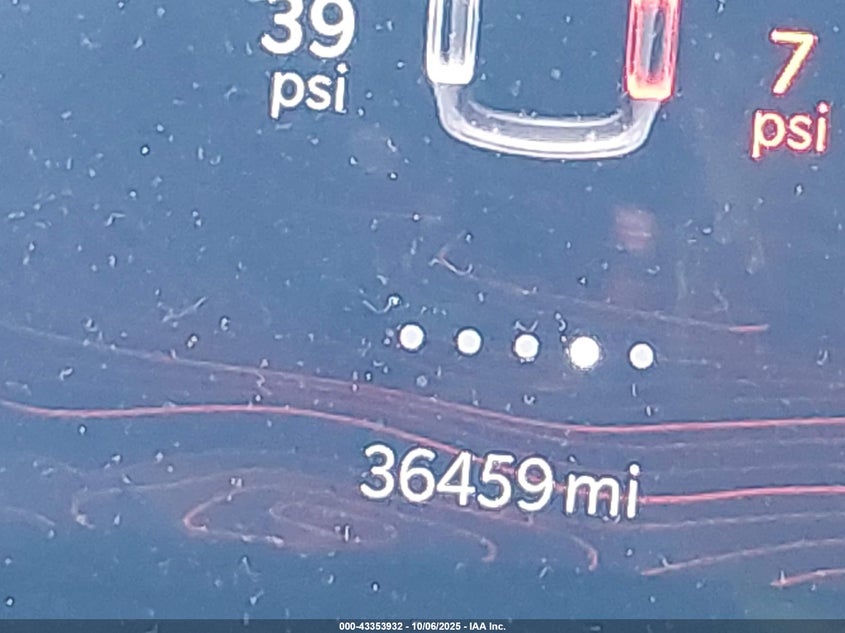 39
psi
7
psi
36459 mi
000-43353932 - 10/06/2025 - IAA Inc.